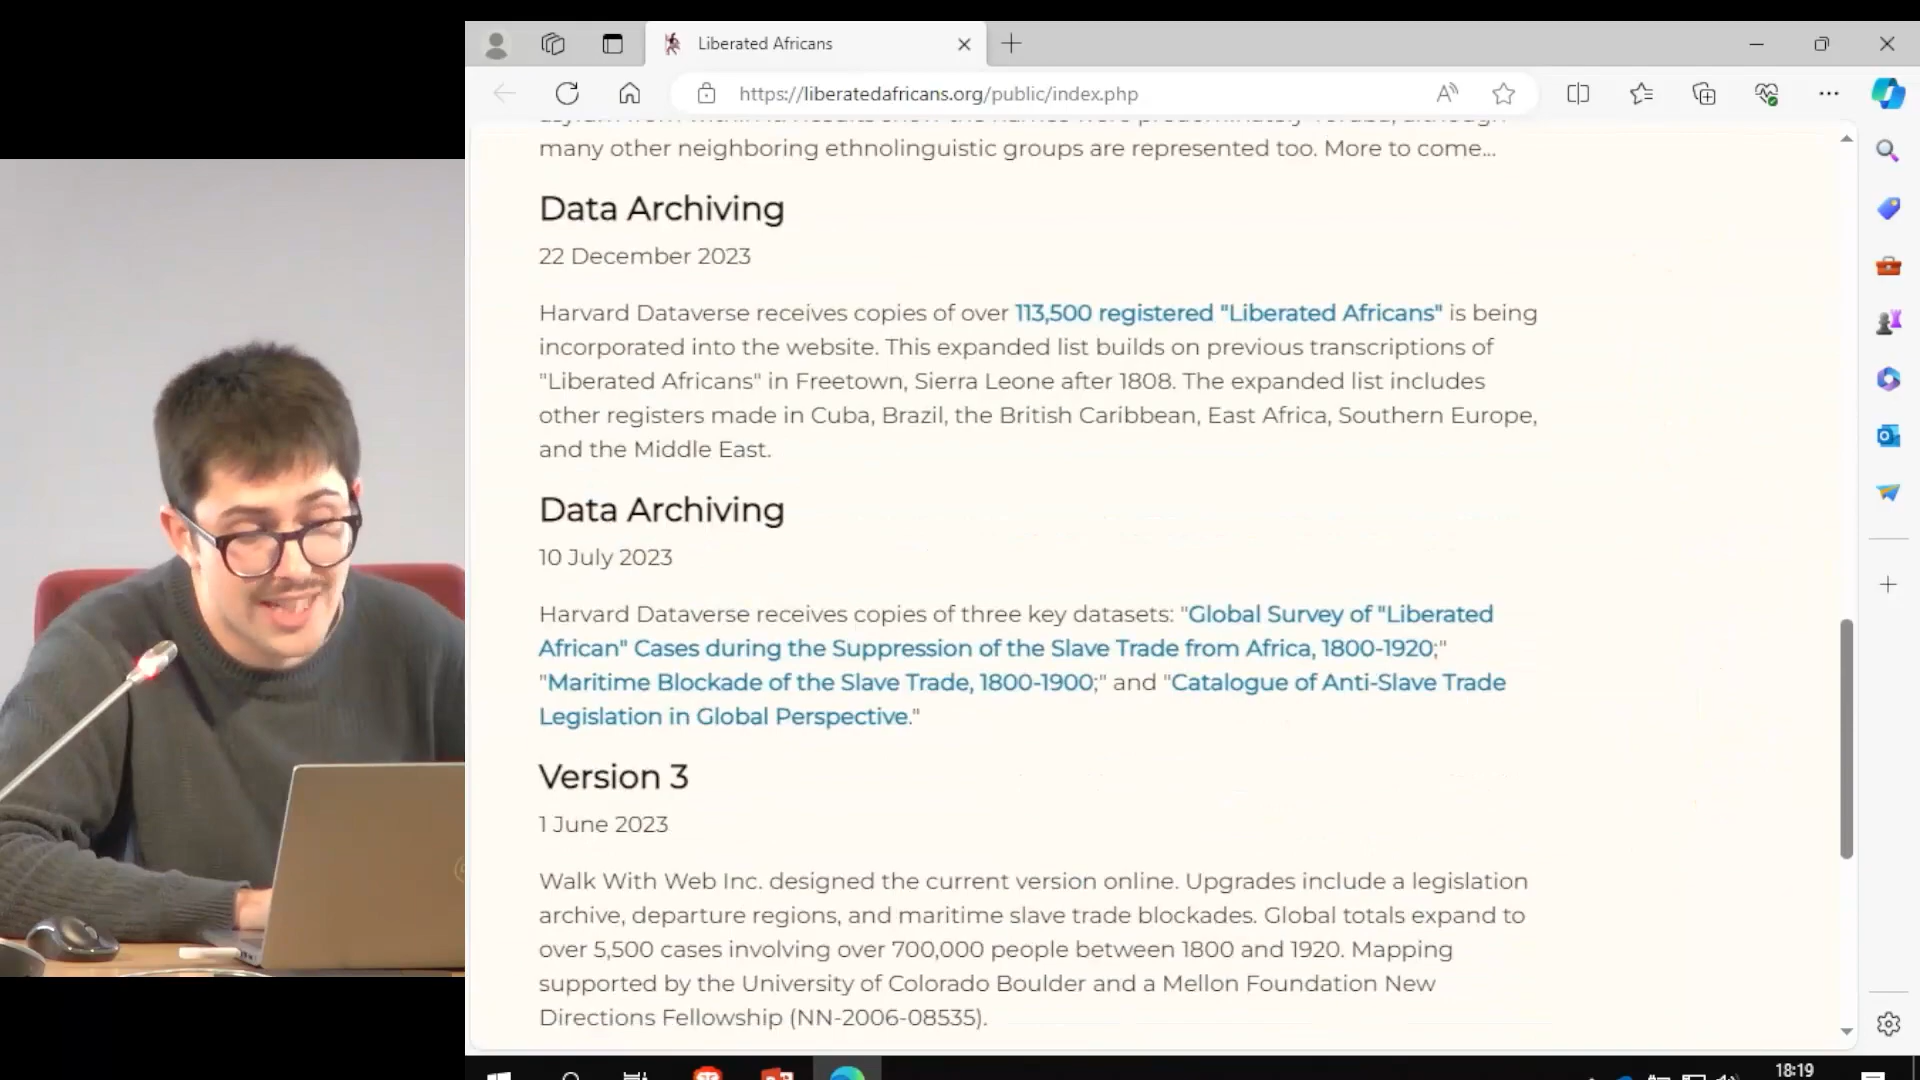 Liberated Africans
https://liberatedafricans.org/public/index.php
many other neighboring ethnolinguistic groups are represented too. More to come...
Data Archiving
22 December 2023
Harvard Dataverse receives copies of over 113,500 registered "Liberated Africans" is being
incorporated into the website. This expanded list builds on previous transcriptions of
"Liberated Africans" in Freetown, Sierra Leone after 1808. The expanded list includes
other registers made in Cuba, Brazil, the British Caribbean, East Africa, Southern Europe,
and the Middle East.
Data Archiving
10 July 2023
Harvard Dataverse receives copies of three key datasets: "Global Survey of "Liberated
African" Cases during the Suppression of the Slave Trade from Africa, 1800-1920;"
"Maritime Blockade of the Slave Trade, 1800-1900;" and "Catalogue of Anti-Slave Trade
Legislation in Global Perspective."
Version 3
1 June 2023
Walk With Web Inc. designed the current version online. Upgrades include a legislation
archive, departure regions, and maritime slave trade blockades. Global totals expand to
over 5,500 cases involving over 700,000 people between 1800 and 1920. Mapping
supported by the University of Colorado Boulder and a Mellon Foundation New
Directions Fellowship (NN-2006-08535).
18:19